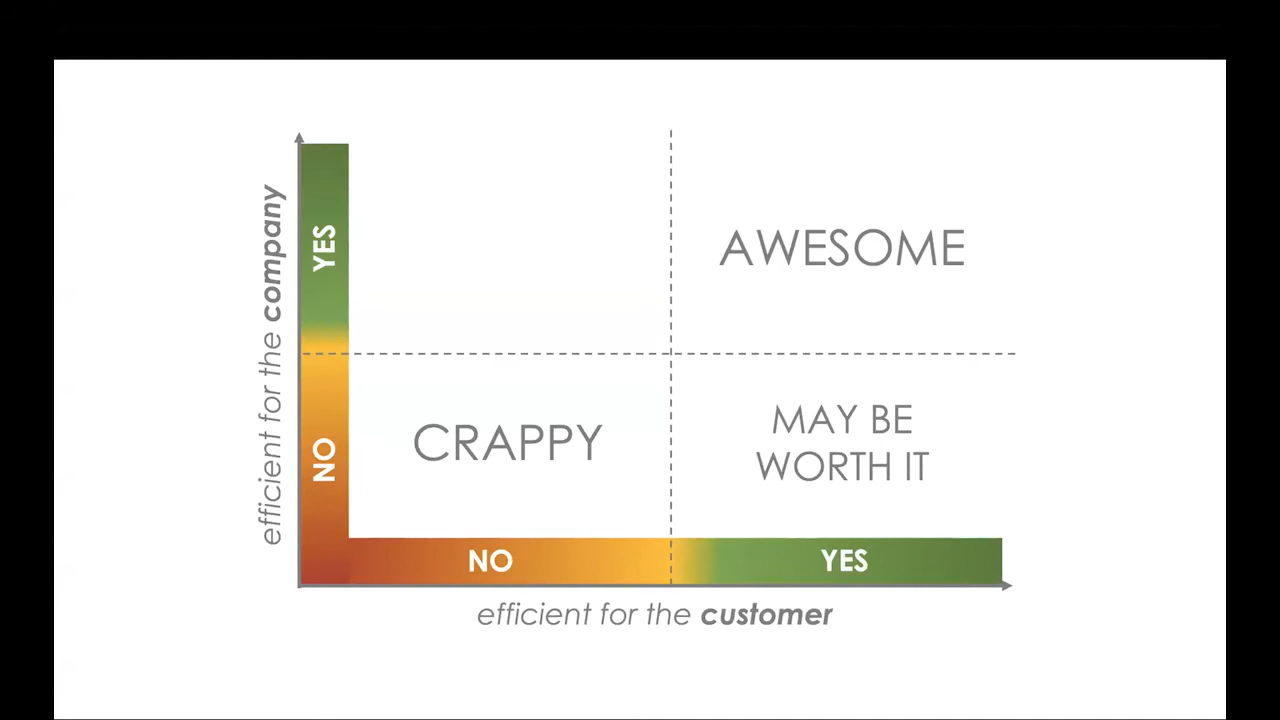 efficient for the company
YES
NO
AWESOME
CRAPPY
MAY BE
WORTH IT
NO
YES
efficient for the customer